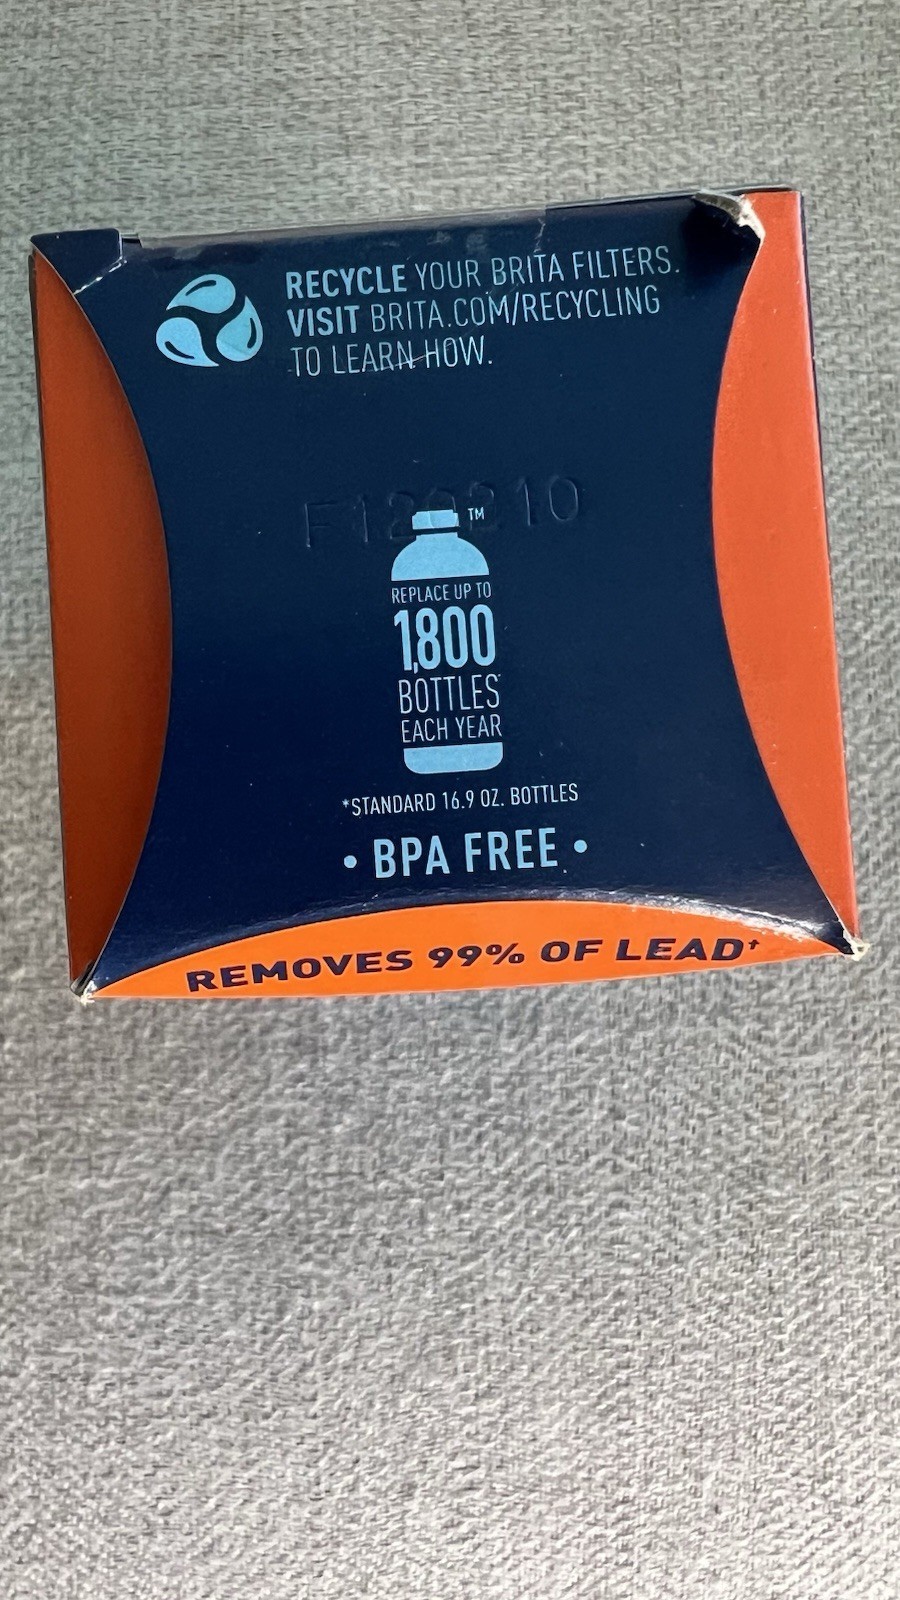 RECYCLE YOUR BRITA FILTERS.
VISIT BRITA.COM/RECYCLING
TO LEARN HOW.
TM
REPLACE UP TO
1,800
BOTTLES*
EACH YEAR
*STANDARD 16.9 OZ. BOTTLES
• BPA FREE •
REMOVES 99% OF LEAD†